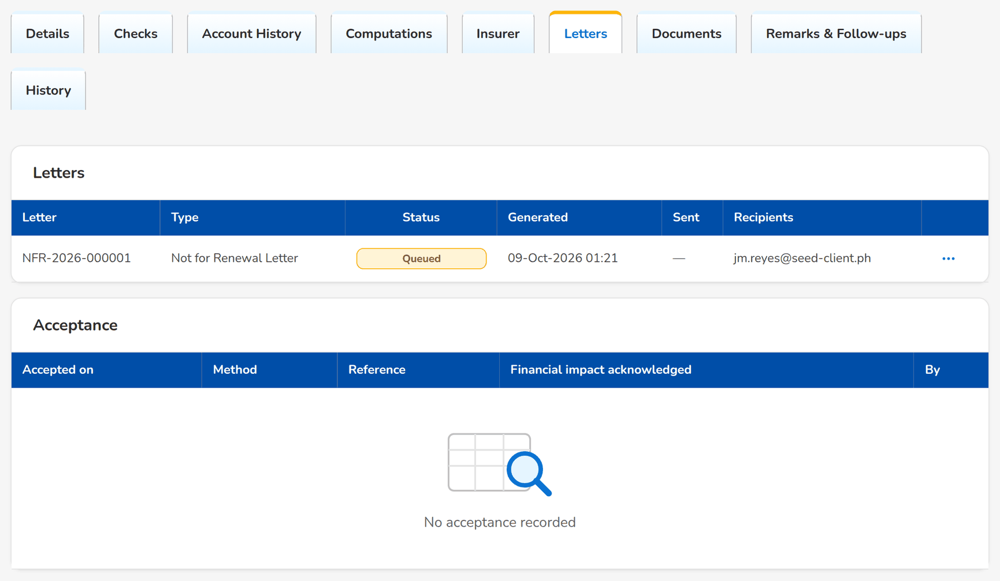 Details Checks Account History Computations Insurer Letters Documents Remarks & Follow-ups
History
Letters
Letter Type Status Generated Sent Recipients
NFR-2026-000001 Not for Renewal Letter Queued 09-Oct-2026 01:21 — jm.reyes@seed-client.ph ...
Acceptance
Accepted on Method Reference Financial impact acknowledged By
No acceptance recorded